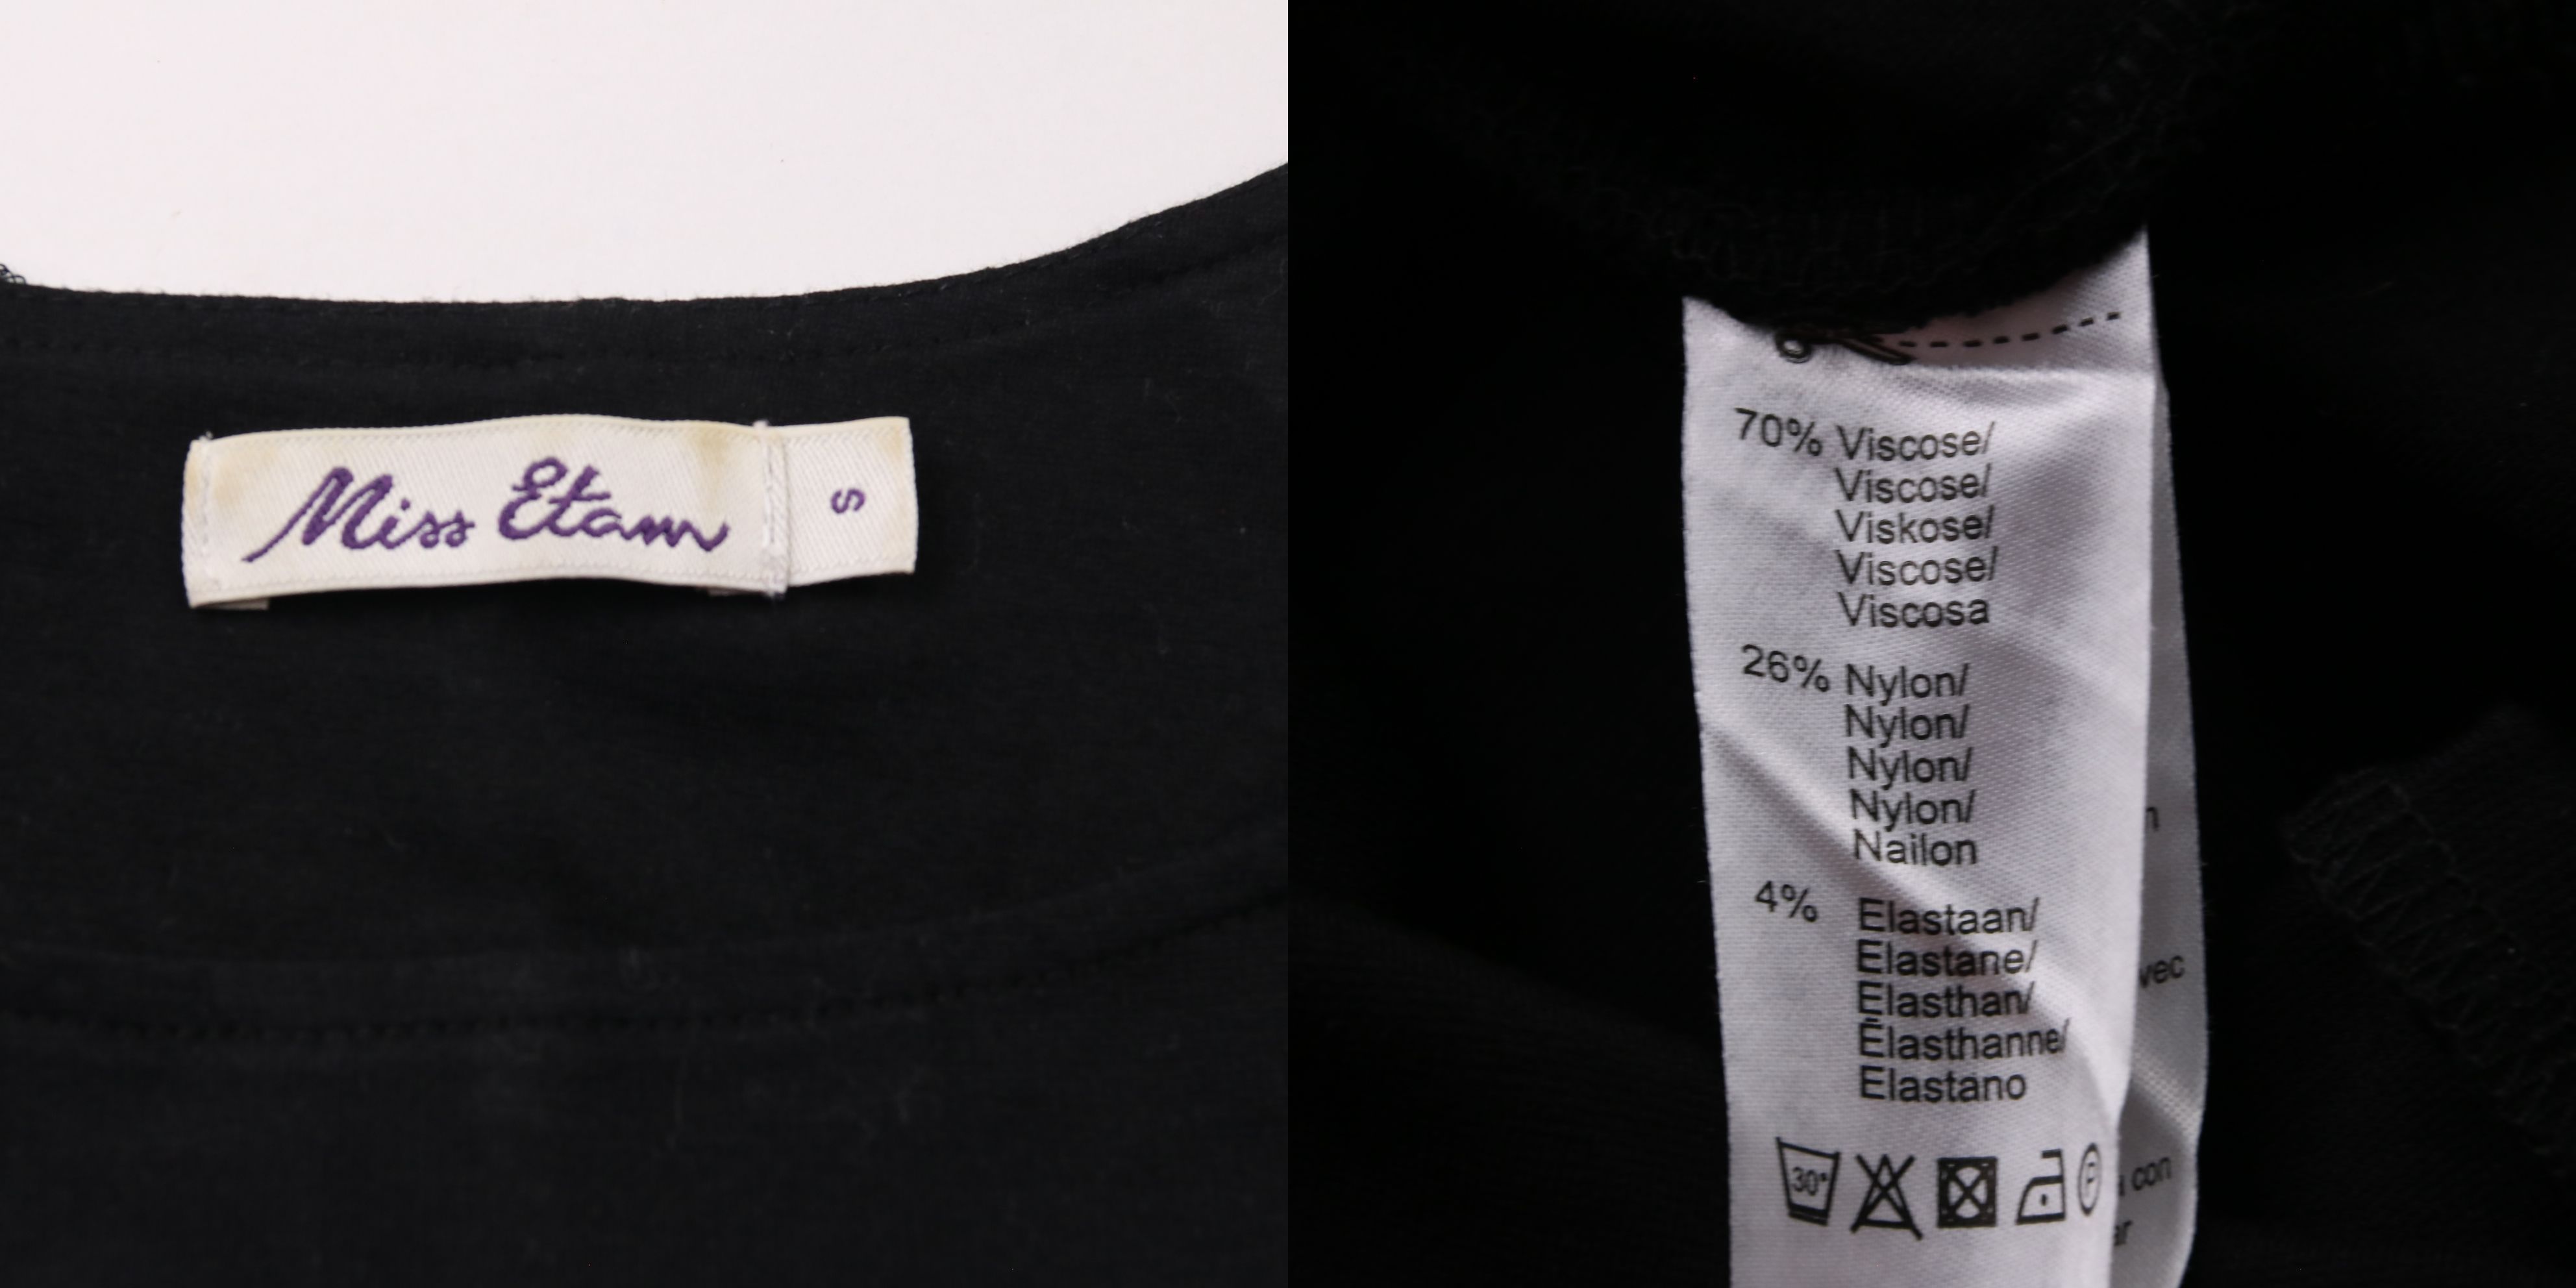 Miss Etam
S
70% Viscose/
Viscose/
Viskose/
Viscose/
Viscosa
26% Nylon/
Nylon/
Nylon/
Nylon/
Nailon
4% Elastaan/
Elastane/
Elasthan/
Élasthanne/
Elastano
30°
P
con